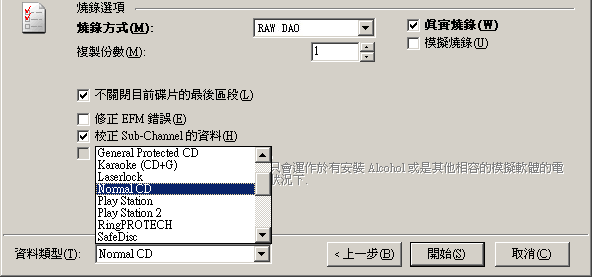 燒錄選項
燒錄方式(M):
RAW DAO
真實燒錄(W)
複製份數(M):
1
模擬燒錄(U)
不關閉目前碟片的最後區段(L)
修正 EFM 錯誤(E)
校正 Sub-Channel 的資料(H)
General Protected CD
Karaoke (CD+G)
Laserlock
Normal CD
Play Station
Play Station 2
RingPROTECH
SafeDisc
只會運作於有安裝 Alcohol 或是其他相容的模擬軟體的電
狀況下.
資料類型(T):
Normal CD
< 上一步(B)
開始(S)
取消(C)